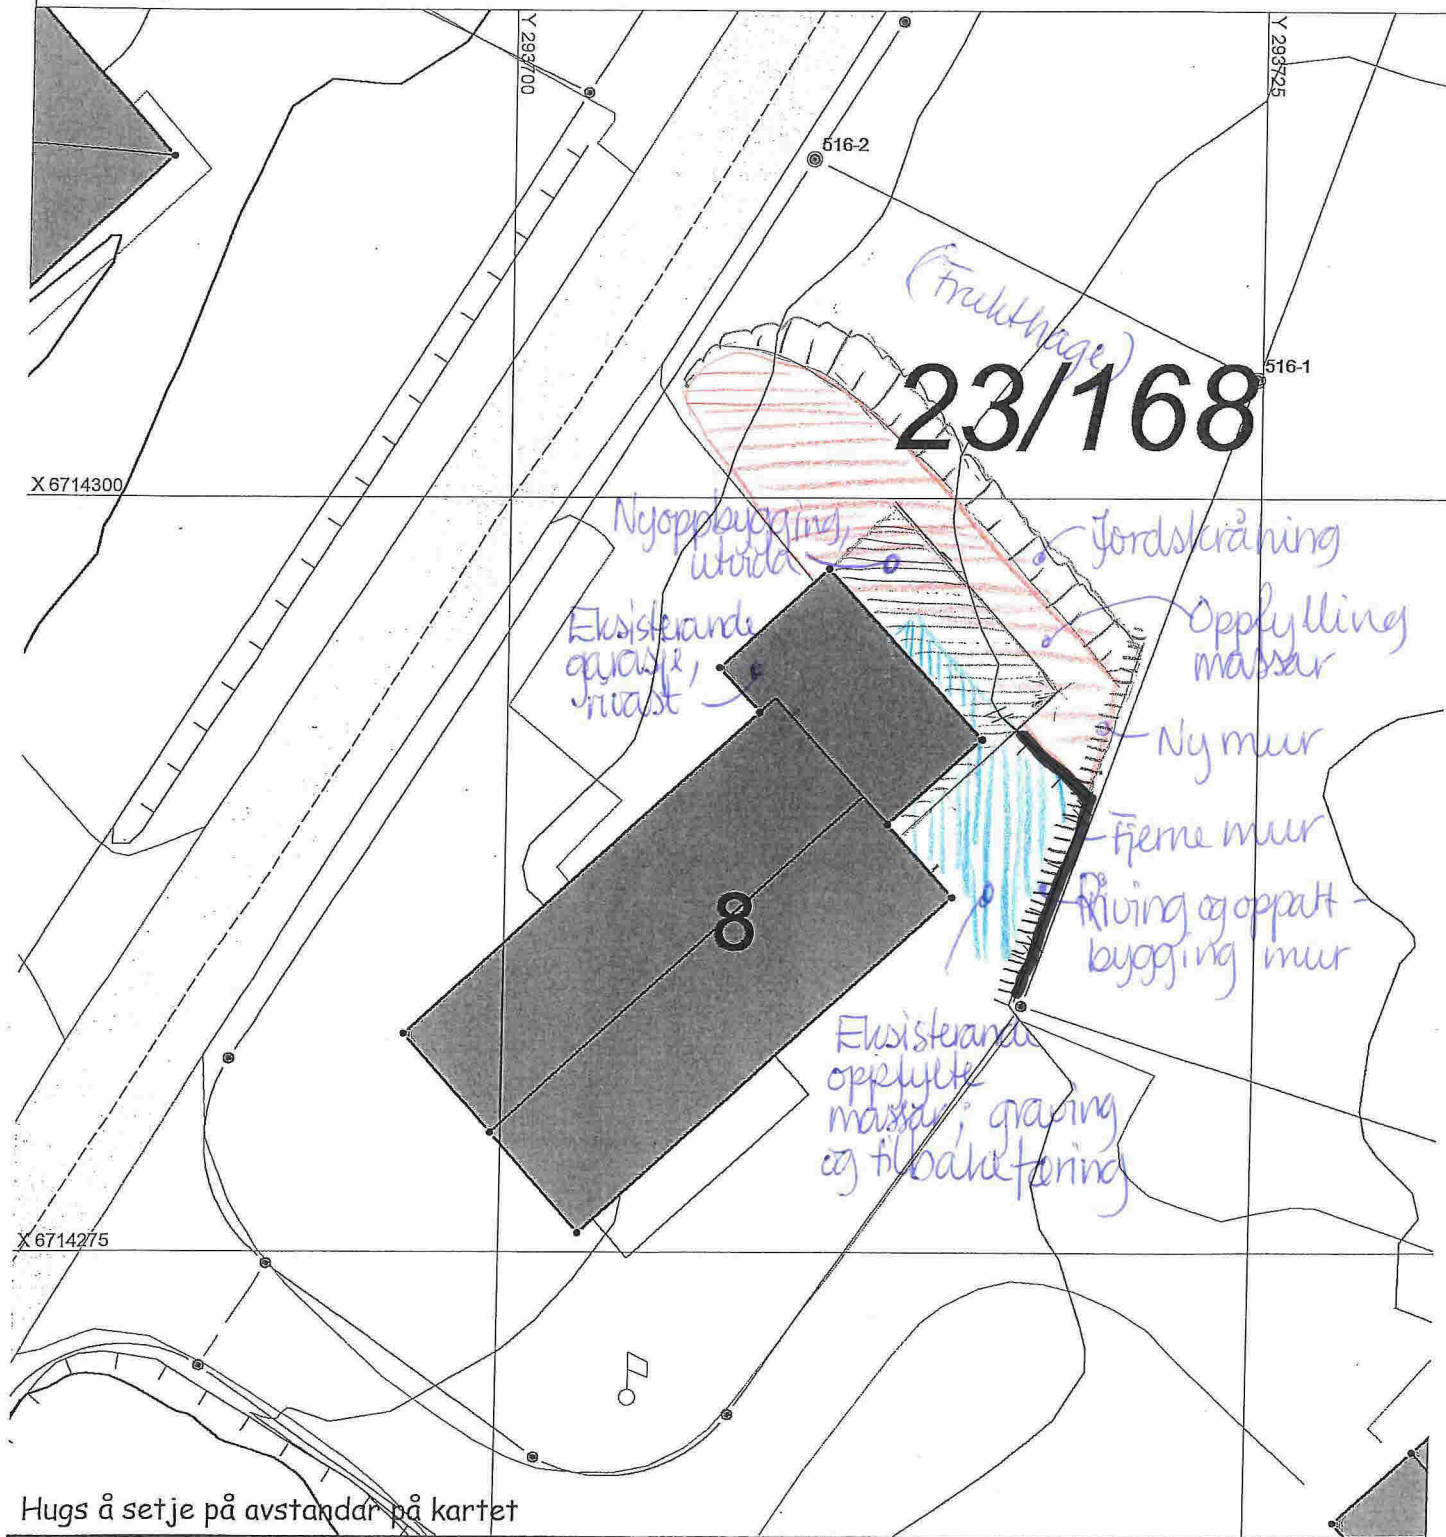 Y 293700
Y 293725
516-2
(Frukthage)
23/168
516-1
X 6714300
Nyoppbygging,
utvida
Jordskråning
Eksisterande
garasje,
rivast
Oppfylling
massar
Ny mur
Fjerne mur
8
Riving og oppatt-
bygging mur
Eksisterande
oppfylte
massar; graving
og tilbakeføring
X 6714275
Hugs å setje på avstandar på kartet